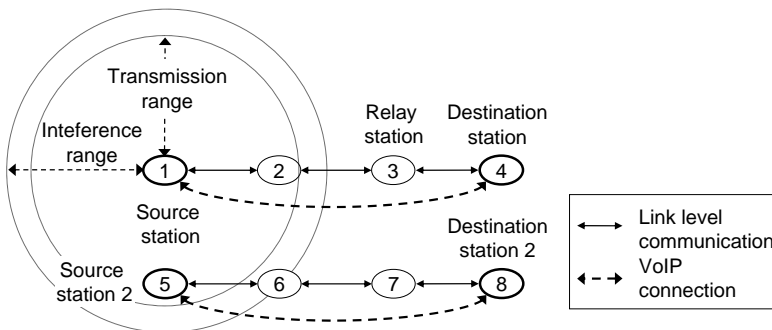 Transmission
range
Inteference
range
Relay
station
Destination
station
1
2
3
4
Source
station
Destination
station 2
Source
station 2
5
6
7
8
Link level
communication
VoIP
connection